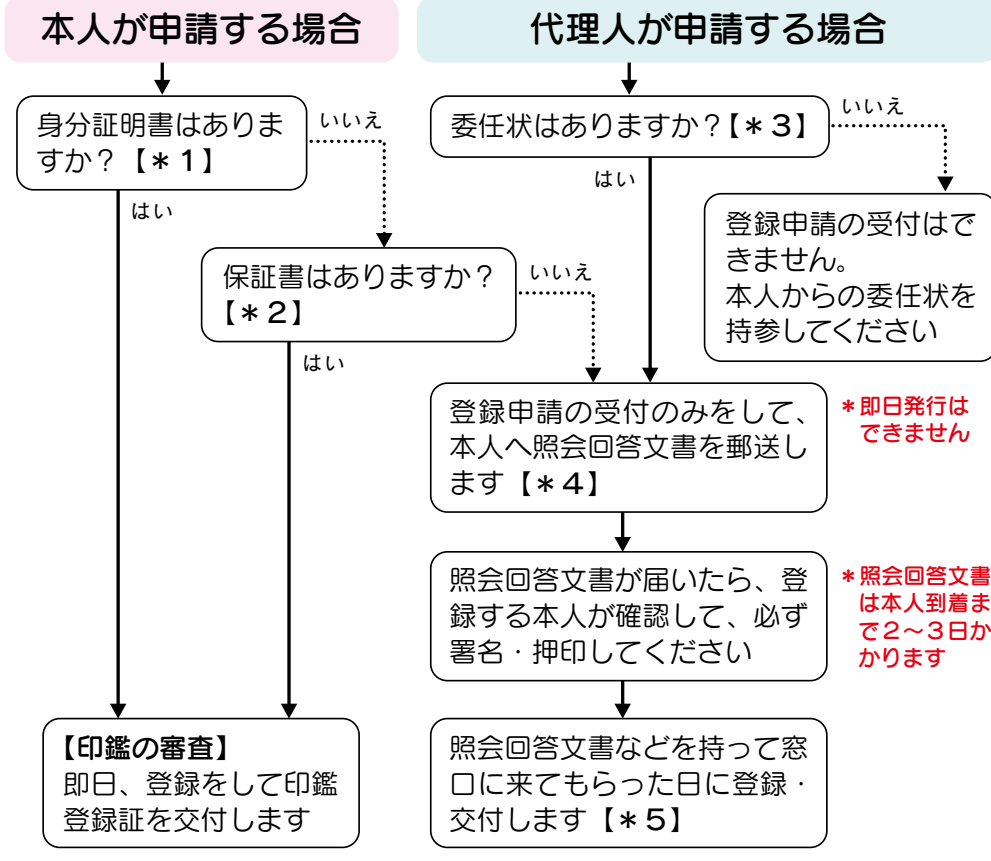 本人が申請する場合
身分証明書はありま
すか？【＊1】
いいえ
はい
保証書はありますか？
【＊2】
いいえ
はい
【印鑑の審査】
即日、登録をして印鑑
登録証を交付します
代理人が申請する場合
委任状はありますか？【＊3】
いいえ
はい
登録申請の受付はで
きません。
本人からの委任状を
持参してください
登録申請の受付のみをして、
本人へ照会回答文書を郵送し
ます【＊4】
＊即日発行は
できません
照会回答文書が届いたら、登
録する本人が確認して、必ず
署名・押印してください
＊照会回答文書
は本人到着ま
で２～３日か
かります
照会回答文書などを持って窓
口に来てもらった日に登録・
交付します【＊5】